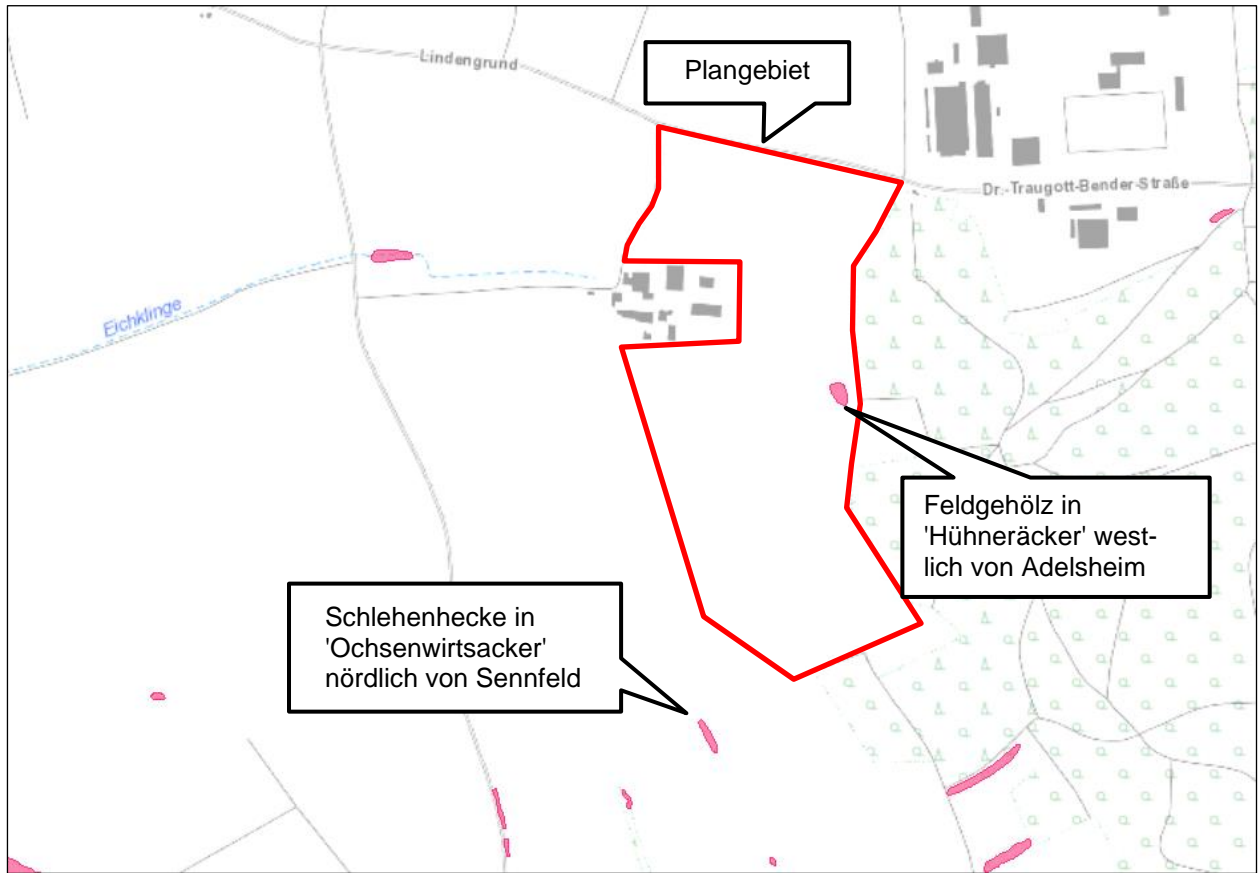 Lindengrund
Plangebiet
Dr.-Traugott-Bender-Straße
Eichklinge
Feldgehölz in
'Hühneräcker' west-
lich von Adelsheim
Schlehenhecke in
'Ochsenwirtsacker'
nördlich von Sennfeld